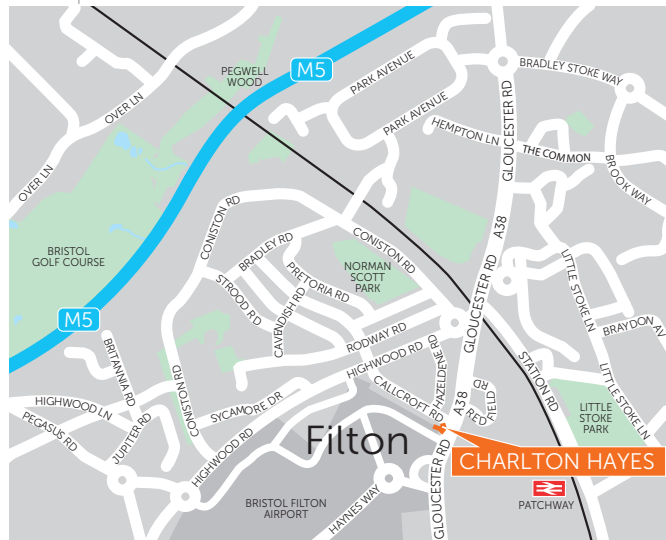 PEGWELL
WOOD
M5
OVER LN
OVER LN
PARK AVENUE
PARK AVENUE
GLOUCESTER RD
BRADLEY STOKE WAY
HEMPTON LN
THE COMMON
BROOK WAY
A38
BRISTOL
GOLF COURSE
CONISTON RD
CONISTON RD
BRADLEY RD
STROOD RD
PRETORIA RD
CAVENDISH RD
NORMAN
SCOTT
PARK
GLOUCESTER RD
LITTLE STOKE LN
BRAYDON AV
M5
BRITANNIA RD
RODWAY RD
HIGHWOOD RD
HAZELDENE RD
CALLCROFT RD
A38
RED
FIELD
RD
STATION RD
LITTLE
STOKE
PARK
LITTLE STOKE LN
HIGHWOOD LN
PEGASUS RD
JUPITER RD
CONISTON RD
SYCAMORE DR
HIGHWOOD RD
Filton
CHARLTON HAYES
BRISTOL FILTON
AIRPORT
HAYNES WAY
GLOUCESTER RD
PATCHWAY